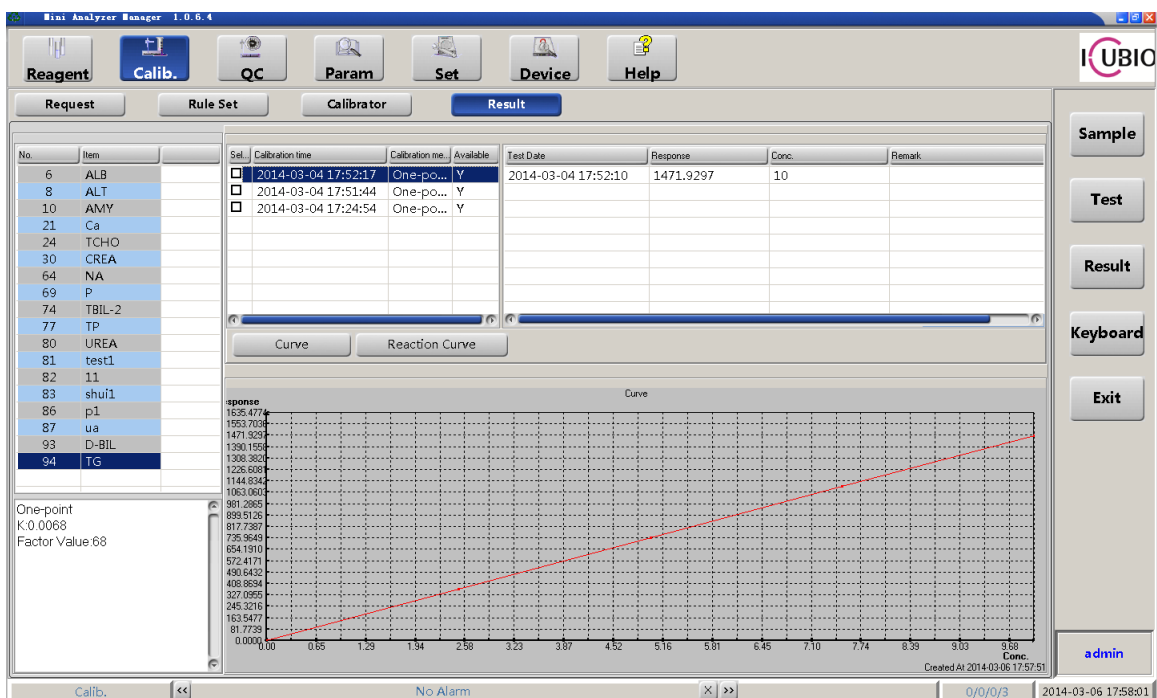 Mini Analyzer Manager 1.0.6.4
Reagent Calib. QC Param Set Device Help
ICUBIO
Request Rule Set Calibrator Result
No. Item
6 ALB
8 ALT
10 AMY
21 Ca
24 TCHO
30 CREA
64 NA
69 P
74 TBIL-2
77 TP
80 UREA
81 test1
82 11
83 shui1
86 p1
87 ua
93 D-BIL
94 TG
One-point
K:0.0068
Factor Value:68
Sel... Calibration time Calibration me... Available
2014-03-04 17:52:17 One-po... Y
2014-03-04 17:51:44 One-po... Y
2014-03-04 17:24:54 One-po... Y
Test Date Response Conc. Remark
2014-03-04 17:52:10 1471.9297 10
Curve Reaction Curve
Curve
sponse
1635.4774
1553.7036
1471.9297
1390.1558
1308.3820
1226.6081
1144.8342
1063.0603
981.2865
899.5126
817.7387
735.9649
654.1910
572.4171
490.6432
408.8694
327.0955
245.3216
163.5477
81.7739
0.0000
0.00 0.65 1.29 1.94 2.58 3.23 3.87 4.52 5.16 5.81 6.45 7.10 7.74 8.39 9.03 9.68
Conc.
Created At 2014-03-06 17:57:51
Sample
Test
Result
Keyboard
Exit
admin
Calib. << No Alarm X >> 0/0/0/3 2014-03-06 17:58:01